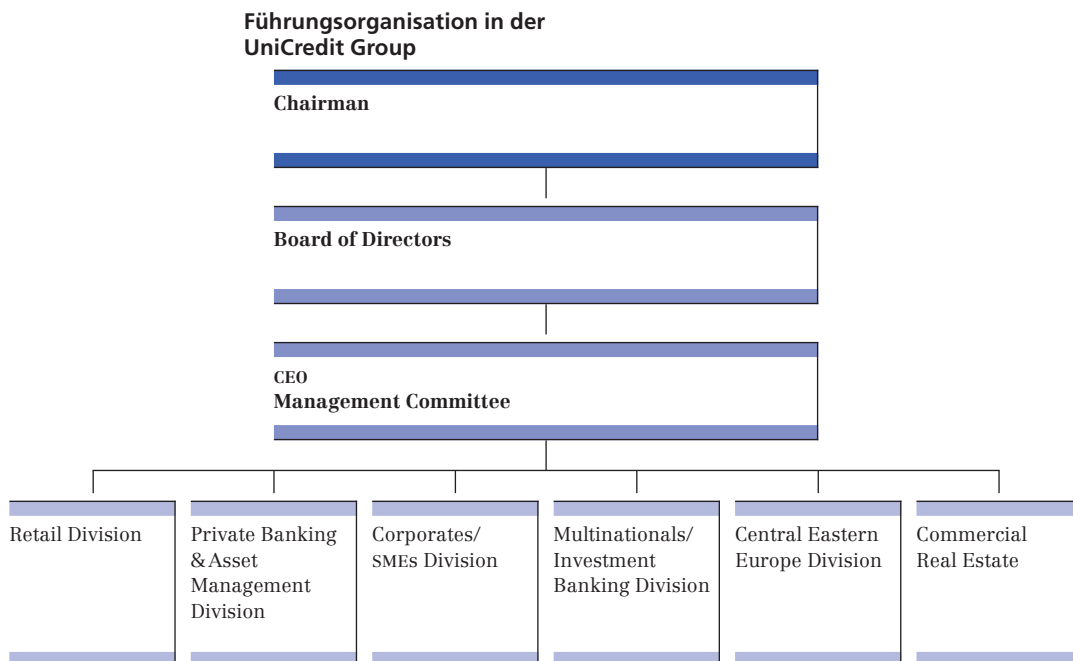 Führungsorganisation in der
UniCredit Group
Chairman
Board of Directors
CEO
Management Committee
Retail Division
Private Banking
& Asset
Management
Division
Corporates/
SMEs Division
Multinationals/
Investment
Banking Division
Central Eastern
Europe Division
Commercial
Real Estate